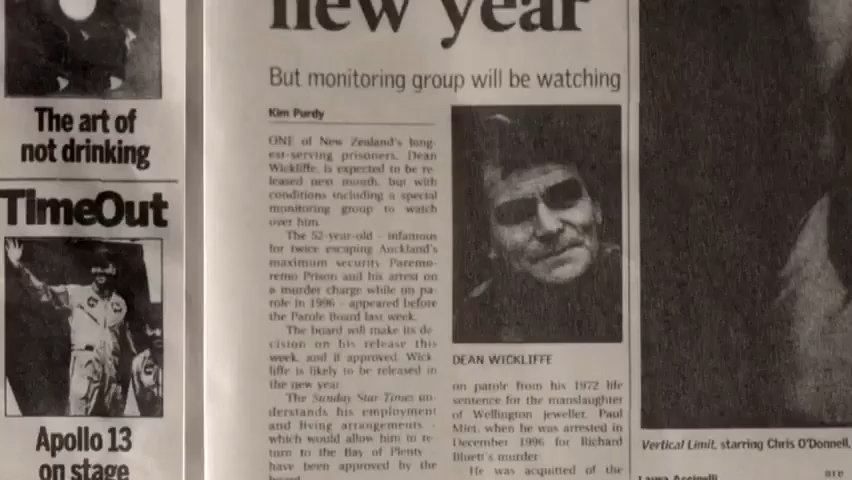 The art of
not drinking
TimeOut
Apollo 13
on stage
new year
But monitoring group will be watching
Kim Purdy
ONE of New Zealand's long-
est-serving prisoners, Dean
Wickliffe, is expected to be re-
leased next month, but with
conditions including a special
monitoring group to watch
over him.
The 52-year-old - infamous
for twice escaping Auckland's
maximum security Paremo-
remo Prison and his arrest on
a murder charge while on pa-
role in 1996 - appeared before
the Parole Board last week.
The board will make its de-
cision on his release this
week, and if approved, Wick-
liffe is likely to be released in
the new year.
The Sunday Star-Times un-
derstands his employment
and living arrangements -
which would allow him to re-
turn to the Bay of Plenty -
have been approved by the
board.
DEAN WICKLIFFE
on parole from his 1972 life
sentence for the manslaughter
of Wellington jeweller, Paul
Miet, when he was arrested in
December 1996 for Richard
Bluett's murder.
He was acquitted of the
Vertical Limit, starring Chris O'Donnell,
Laura Accinelli
are